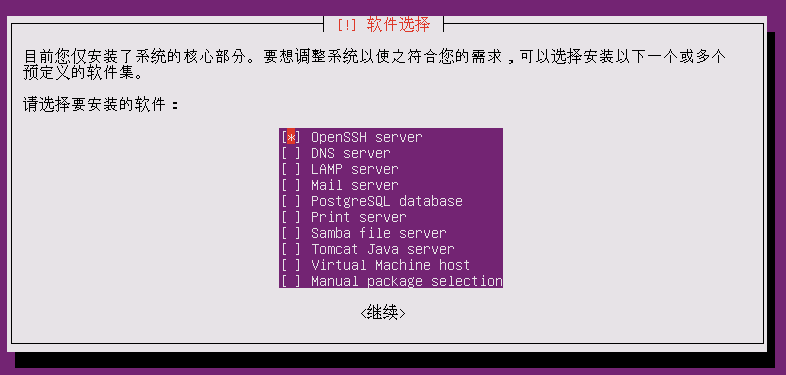 [!] 软件选择
目前您仅安装了系统的核心部分。要想调整系统以使之符合您的需求，可以选择安装以下一个或多个
预定义的软件集。
请选择要安装的软件：
[*] OpenSSH server
[ ] DNS server
[ ] LAMP server
[ ] Mail server
[ ] PostgreSQL database
[ ] Print server
[ ] Samba file server
[ ] Tomcat Java server
[ ] Virtual Machine host
[ ] Manual package selection
<继续>